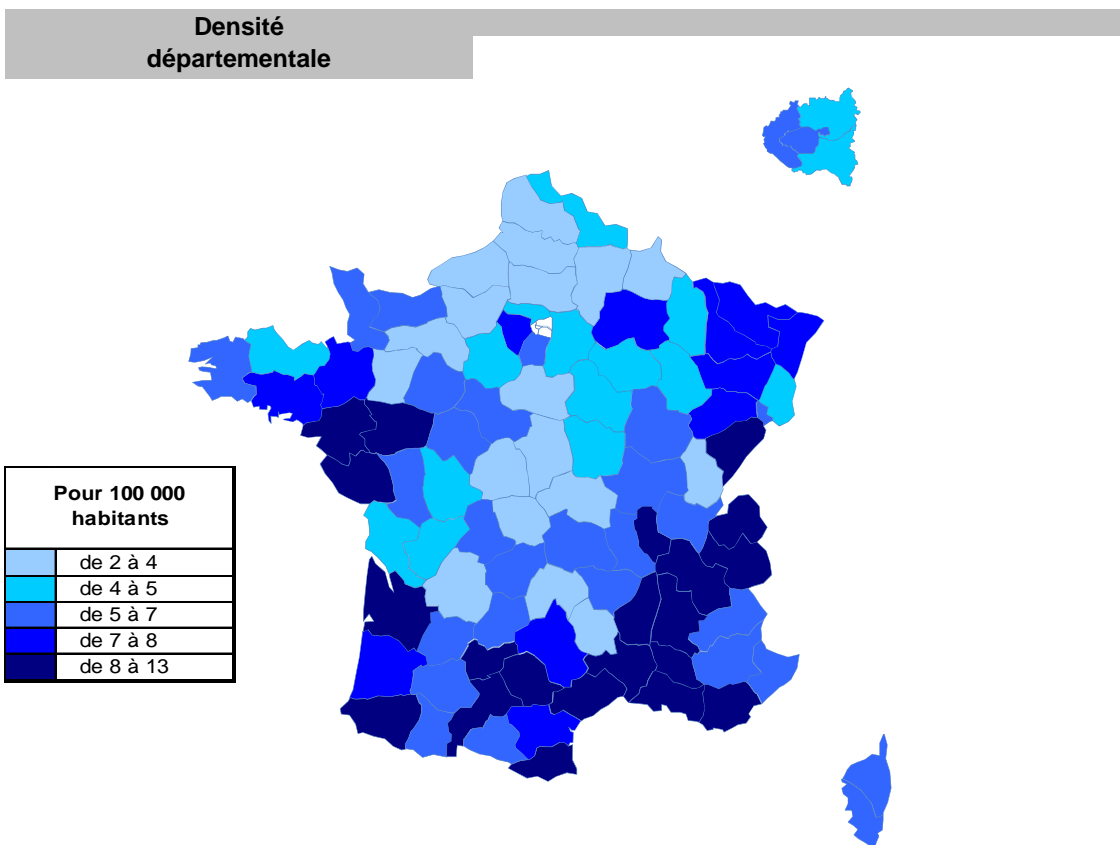 Densité
départementale
Pour 100 000
habitants
de 2 à 4
de 4 à 5
de 5 à 7
de 7 à 8
de 8 à 13